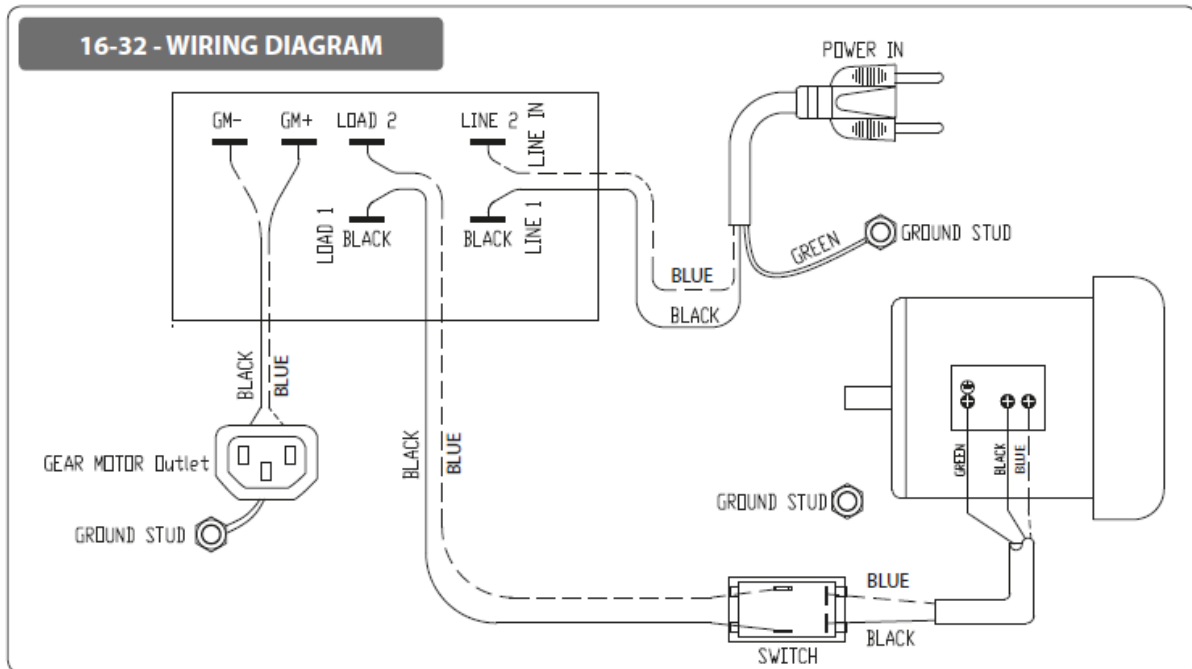 16-32 - WIRING DIAGRAM
POWER IN
GM-
GM+
LOAD 2
LINE 2
LINE IN
LOAD 1
BLACK
BLACK
LINE 1
GREEN
GROUND STUD
BLUE
BLACK
BLACK
BLUE
GEAR MOTOR Outlet
GROUND STUD
BLACK
BLUE
GREEN
BLACK
BLUE
GROUND STUD
BLUE
BLACK
SWITCH